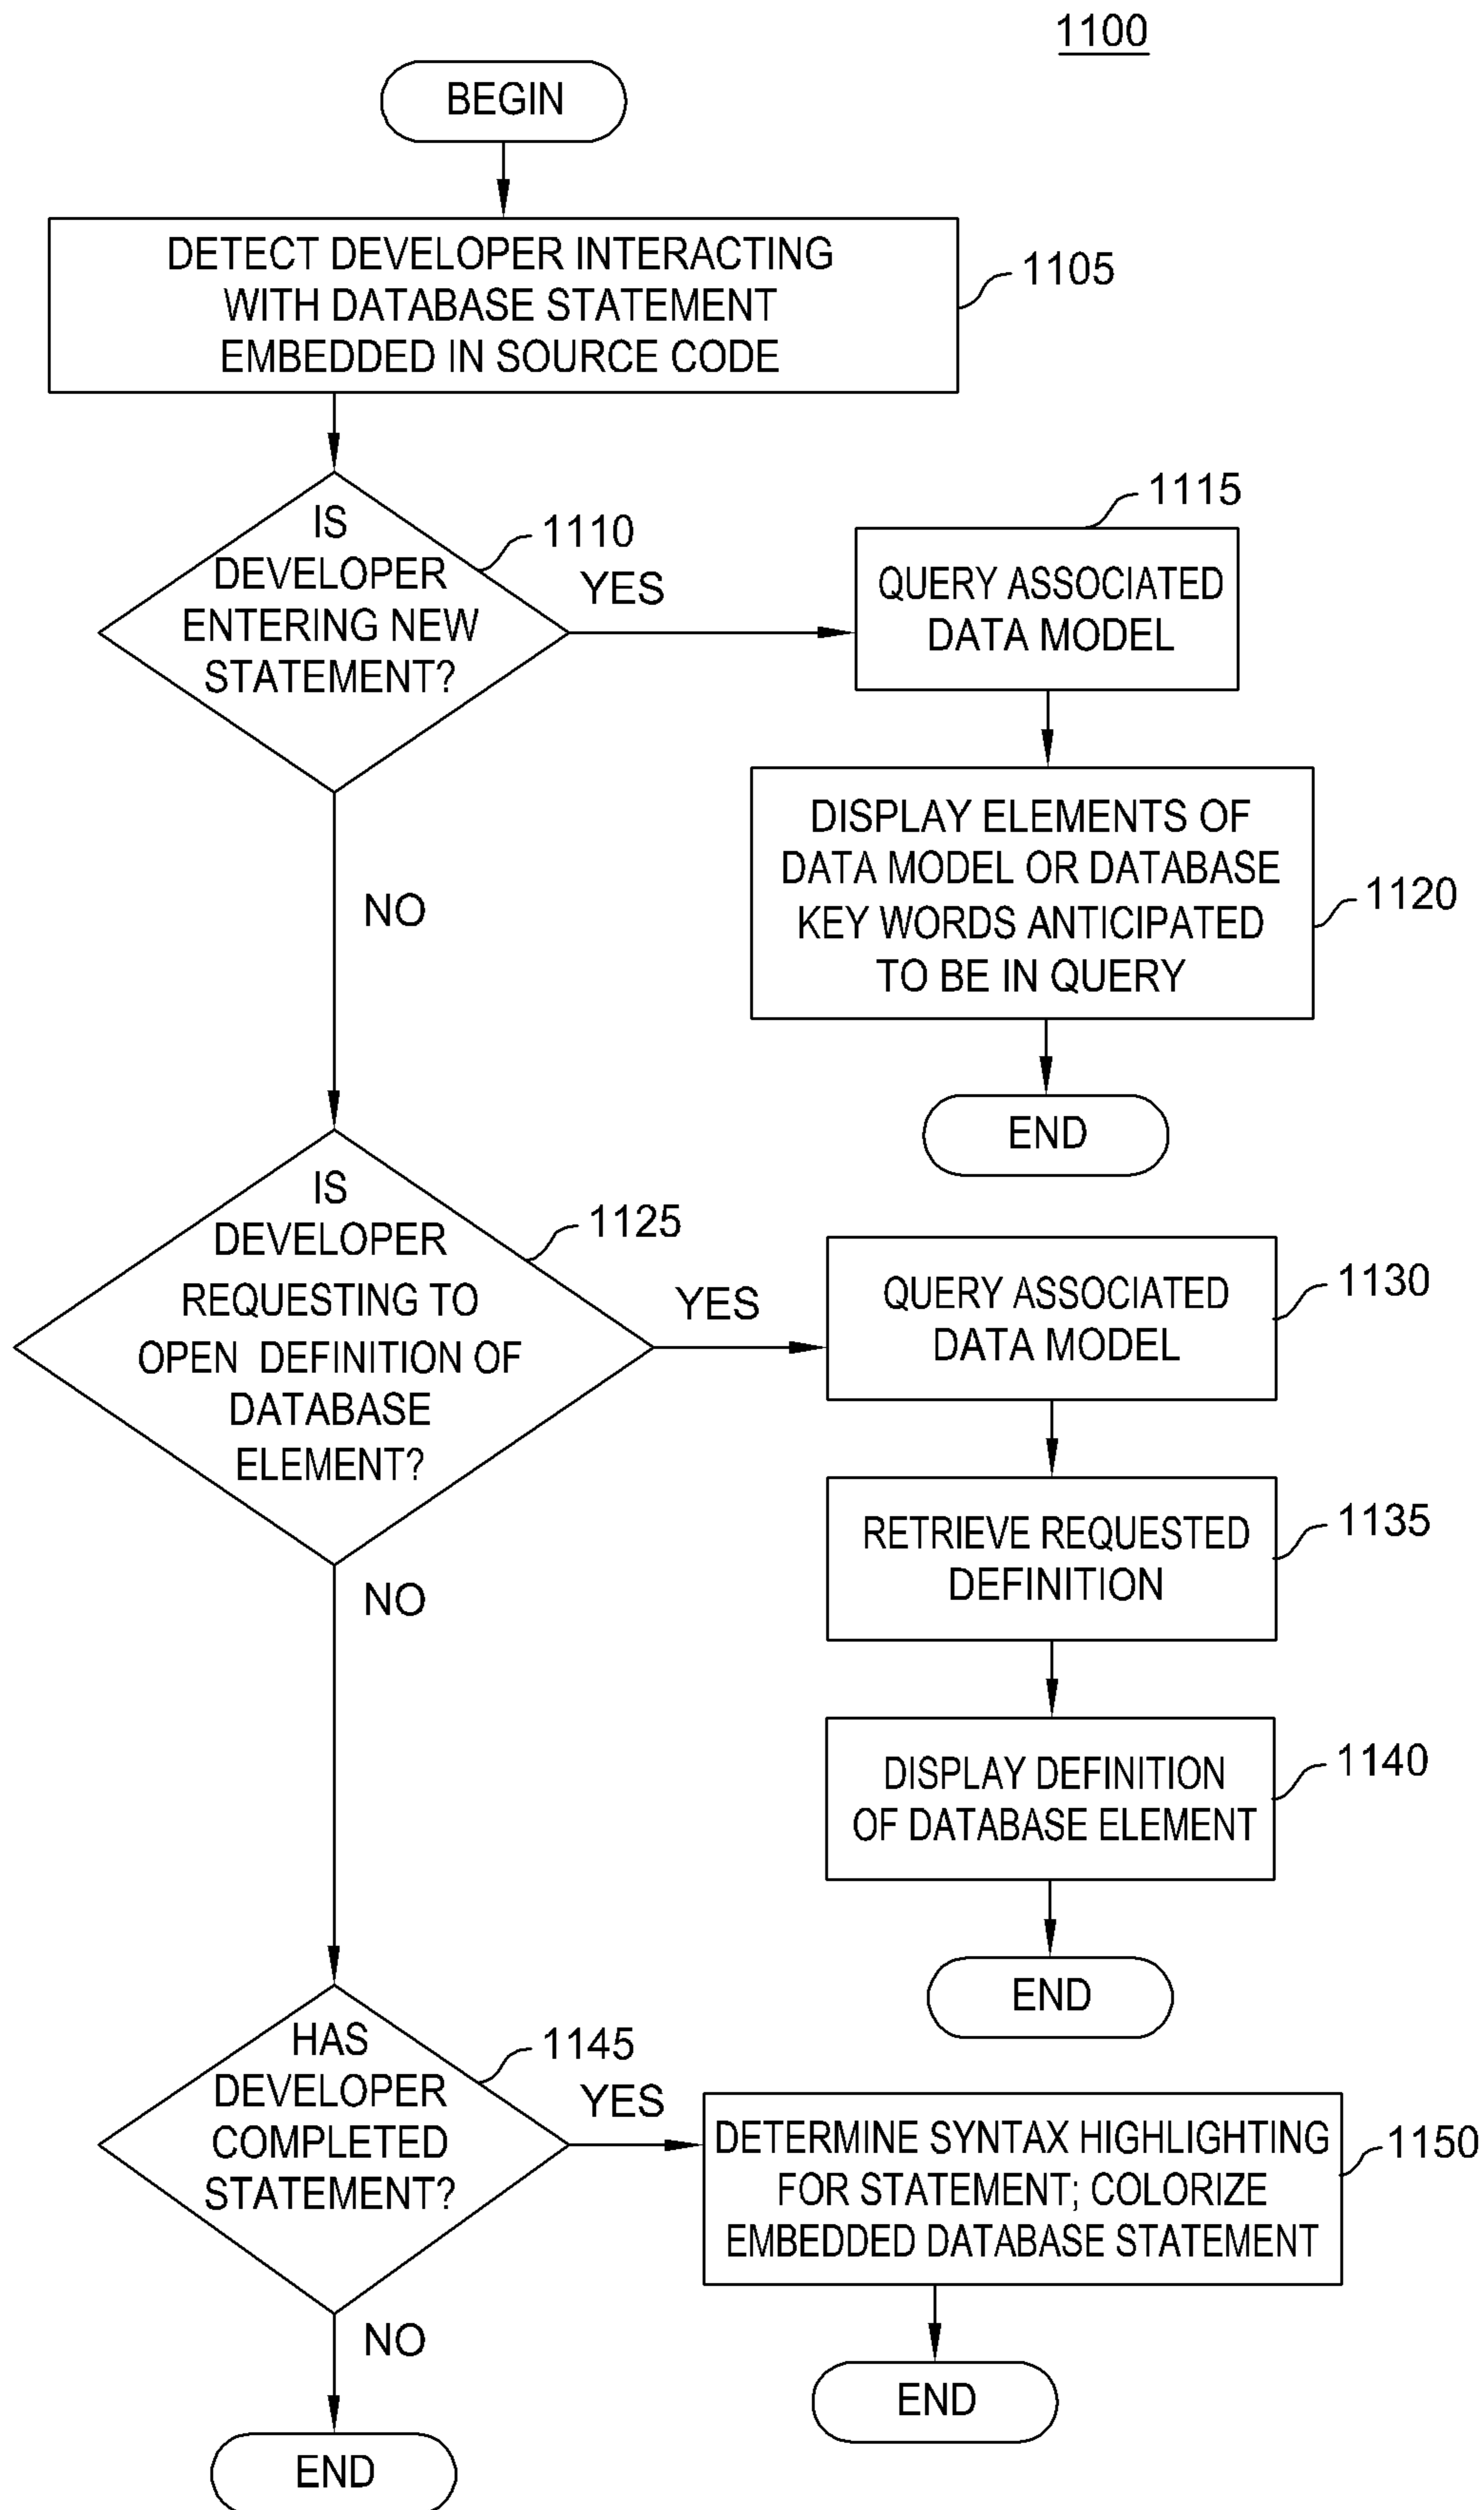 1100
BEGIN
DETECT DEVELOPER INTERACTING
WITH DATABASE STATEMENT
EMBEDDED IN SOURCE CODE
1105
IS
DEVELOPER
ENTERING NEW
STATEMENT?
1110
YES
1115
QUERY ASSOCIATED
DATA MODEL
DISPLAY ELEMENTS OF
DATA MODEL OR DATABASE
KEY WORDS ANTICIPATED
TO BE IN QUERY
1120
NO
END
IS
DEVELOPER
REQUESTING TO
OPEN DEFINITION OF
DATABASE
ELEMENT?
1125
YES
QUERY ASSOCIATED
DATA MODEL
1130
RETRIEVE REQUESTED
DEFINITION
1135
NO
DISPLAY DEFINITION
OF DATABASE ELEMENT
1140
END
HAS
DEVELOPER
COMPLETED
STATEMENT?
1145
YES
DETERMINE SYNTAX HIGHLIGHTING
FOR STATEMENT; COLORIZE
EMBEDDED DATABASE STATEMENT
1150
NO
END
END